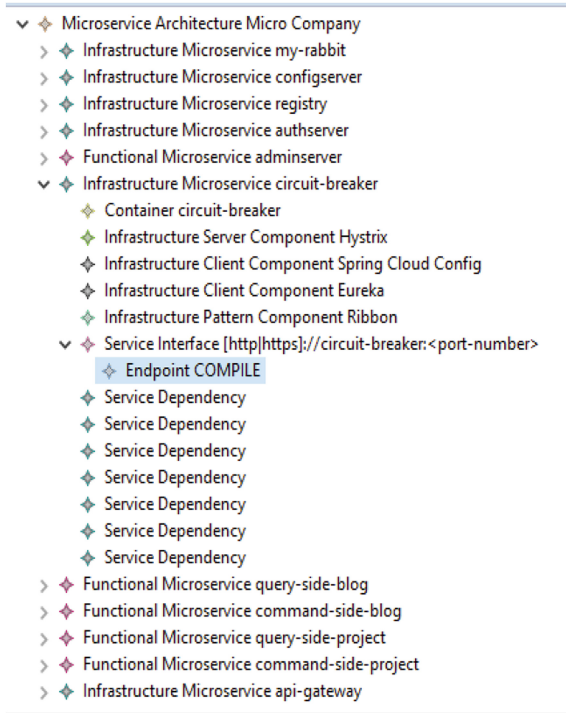 Microservice Architecture Micro Company
Infrastructure Microservice my-rabbit
Infrastructure Microservice configserver
Infrastructure Microservice registry
Infrastructure Microservice authserver
Functional Microservice adminserver
Infrastructure Microservice circuit-breaker
Container circuit-breaker
Infrastructure Server Component Hystrix
Infrastructure Client Component Spring Cloud Config
Infrastructure Client Component Eureka
Infrastructure Pattern Component Ribbon
Service Interface [http|https]://circuit-breaker:<port-number>
Endpoint COMPILE
Service Dependency
Service Dependency
Service Dependency
Service Dependency
Service Dependency
Service Dependency
Service Dependency
Functional Microservice query-side-blog
Functional Microservice command-side-blog
Functional Microservice query-side-project
Functional Microservice command-side-project
Infrastructure Microservice api-gateway